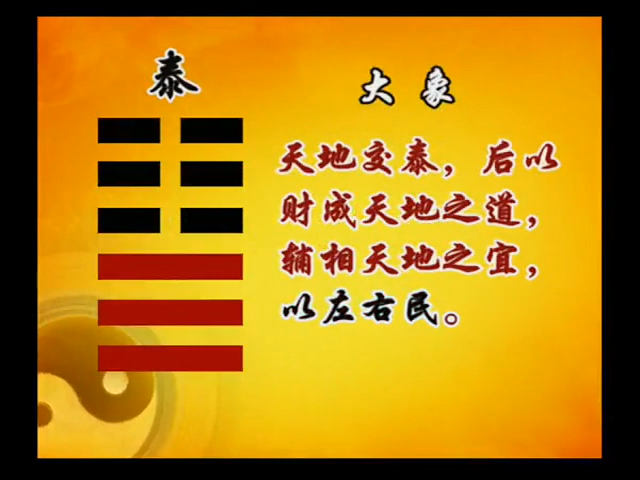 泰
大象
天地交泰，后以
财成天地之道，
辅相天地之宜，
以左右民。